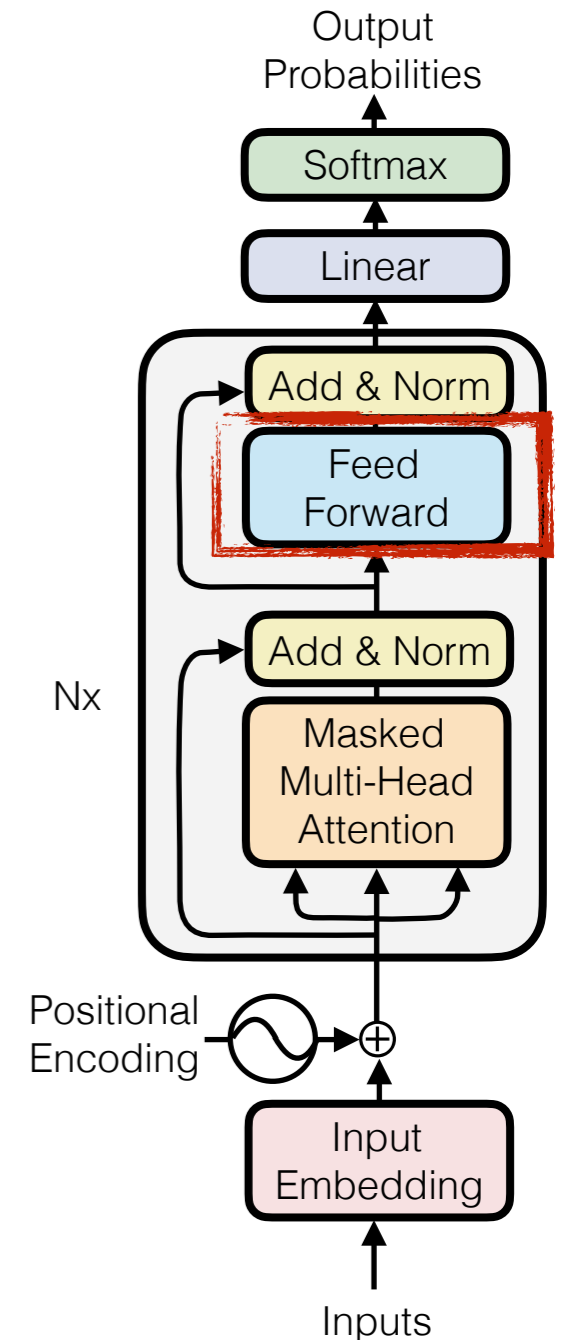 Output
Probabilities
Softmax
Linear
Add & Norm
Feed
Forward
Add & Norm
Nx
Masked
Multi-Head
Attention
Positional
Encoding
Input
Embedding
Inputs